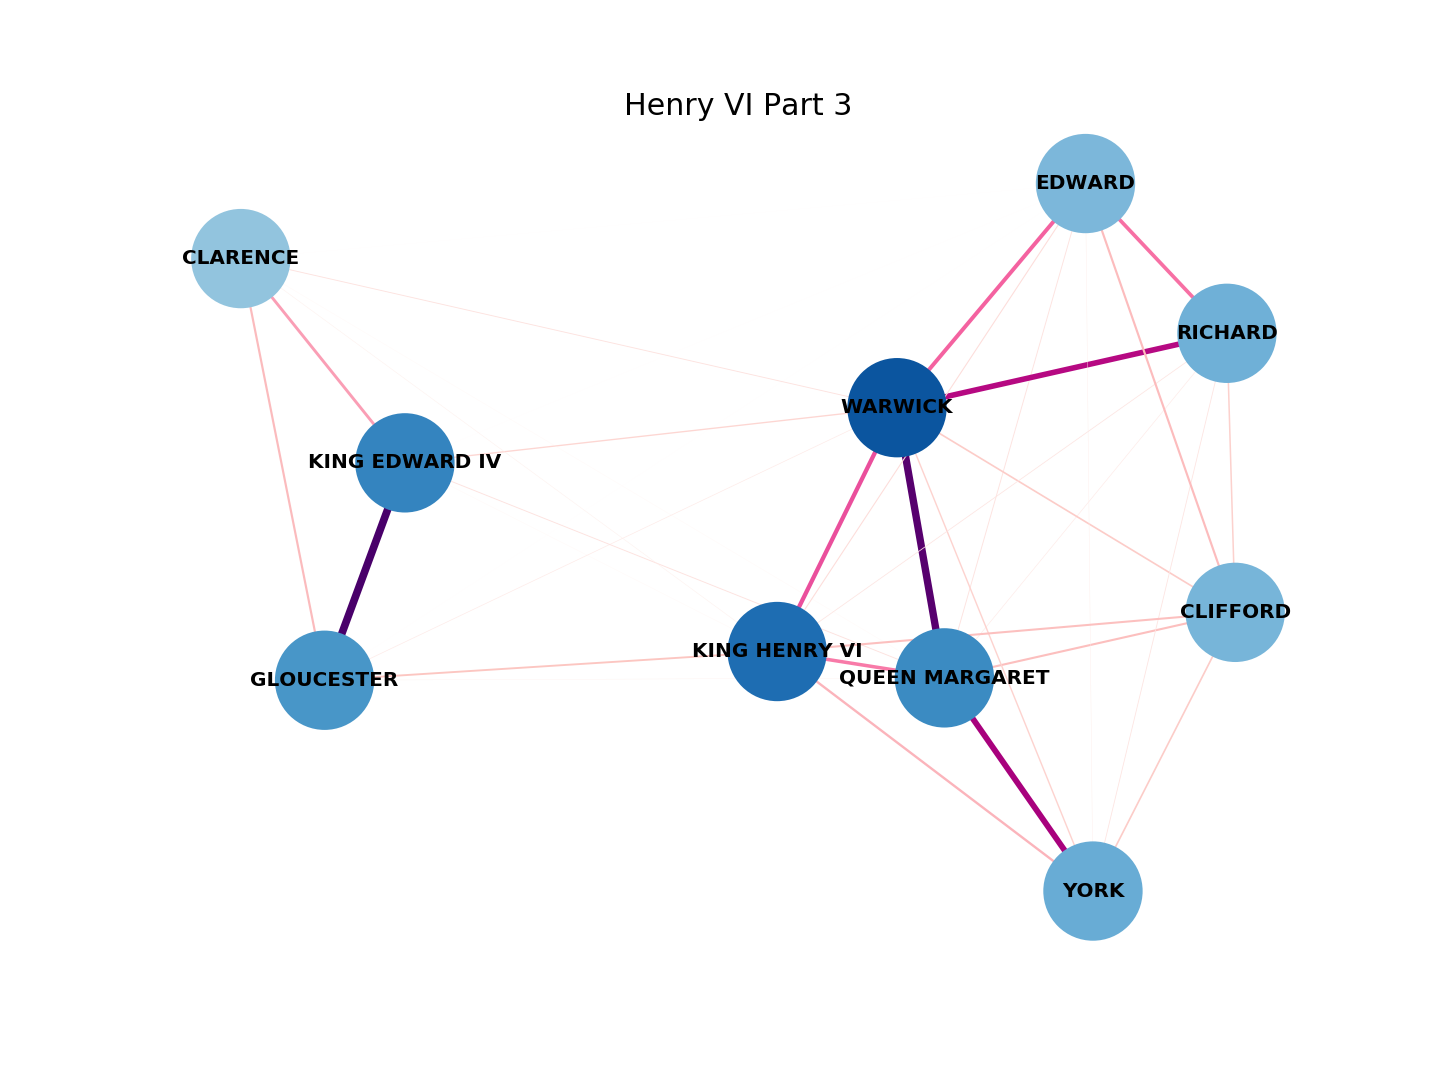 Henry VI Part 3
EDWARD
CLARENCE
RICHARD
WARWICK
KING EDWARD IV
CLIFFORD
KING HENRY VI
QUEEN MARGARET
GLOUCESTER
YORK